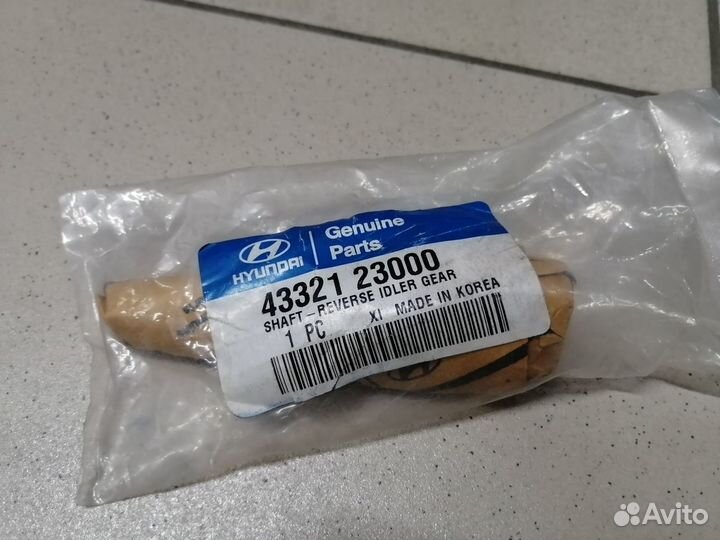 HYUNDAI
Genuine
Parts
43321 23000
SHAFT-REVERSE IDLER GEAR
1 PC XI MADE IN KOREA
Avito